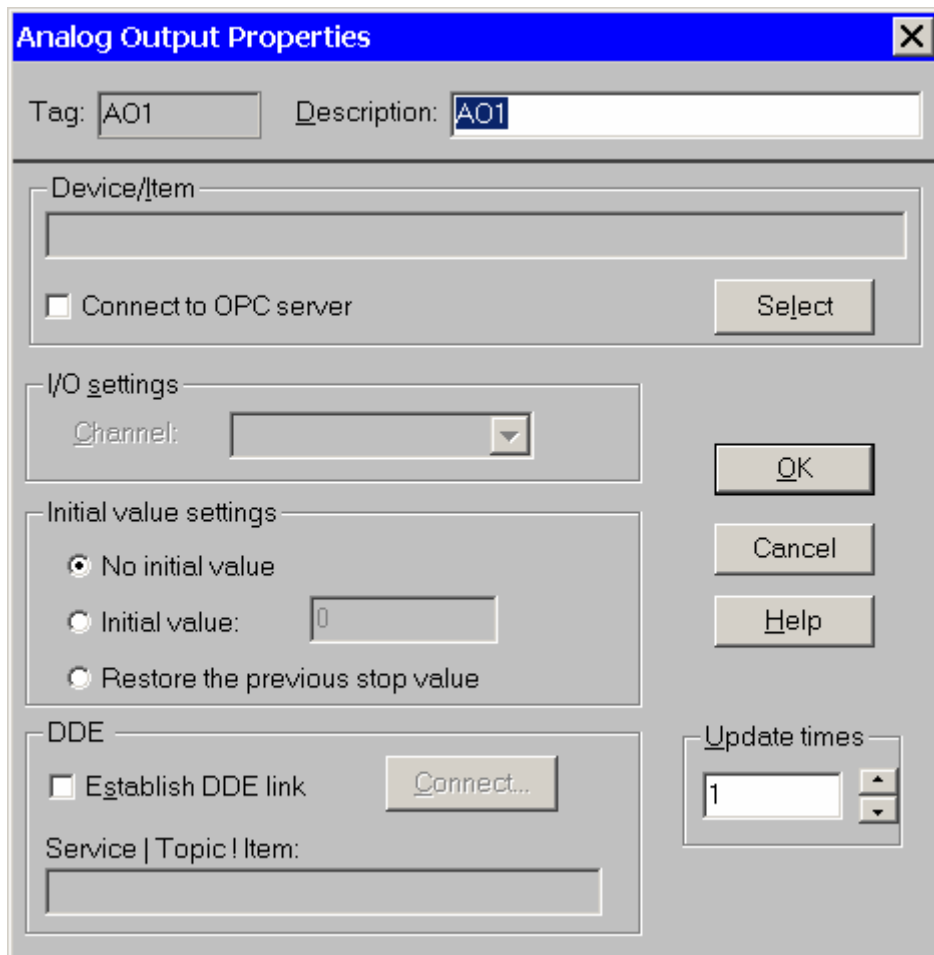 Analog Output Properties
Tag: AO1 Description: AO1
Device/Item
Connect to OPC server Select
I/O settings
Channel:
OK
Initial value settings
No initial value
Cancel
Initial value: 0
Help
Restore the previous stop value
DDE
Update times
Establish DDE link Connect...
1
Service | Topic ! Item: